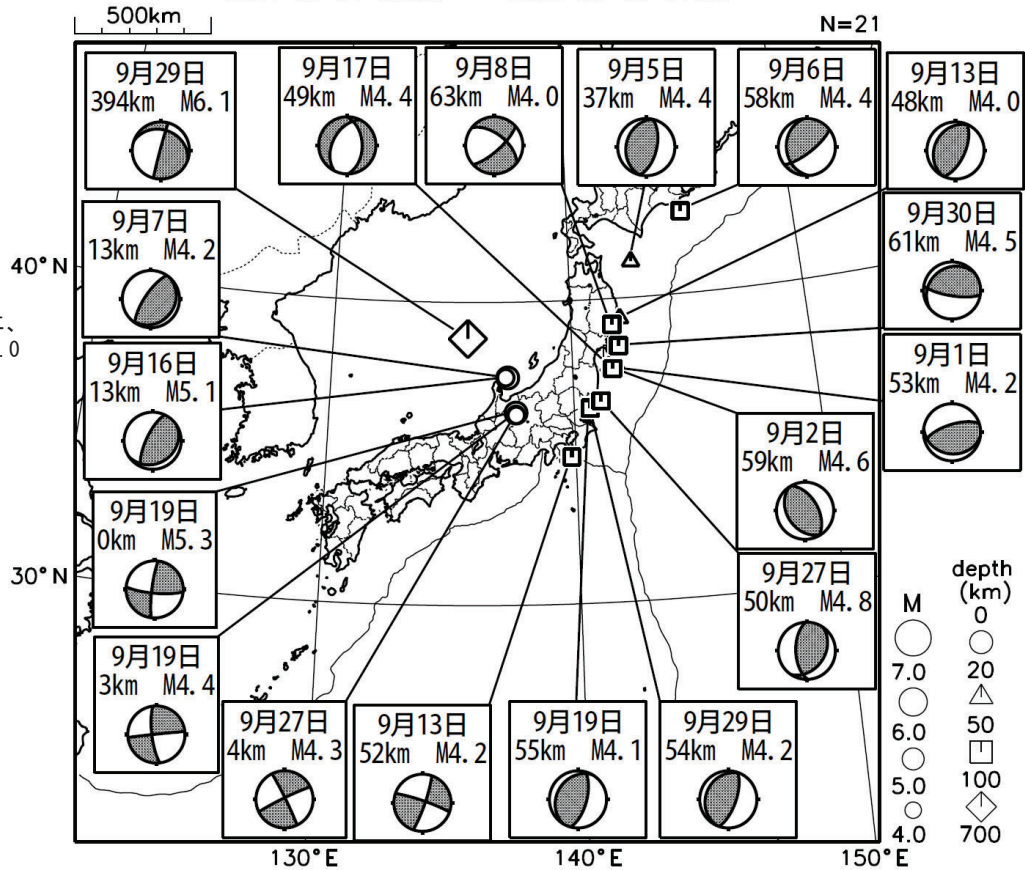 500km
N=21
9月29日
394km M6.1
9月17日
49km M4.4
9月8日
63km M4.0
9月5日
37km M4.4
9月6日
58km M4.4
9月13日
48km M4.0
9月7日
13km M4.2
9月30日
61km M4.5
40°N
9月16日
13km M5.1
9月1日
53km M4.2
9月2日
59km M4.6
9月19日
0km M5.3
30°N
9月27日
50km M4.8
9月19日
3km M4.4
9月27日
4km M4.3
9月13日
52km M4.2
9月19日
55km M4.1
9月29日
54km M4.2
M
7.0
6.0
5.0
4.0
depth
(km)
0
20
50
100
700
130°E
140°E
150°E